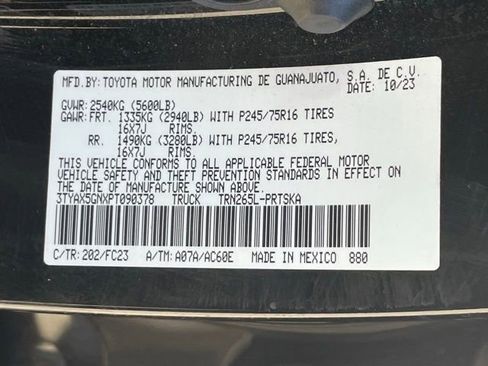 MFD.BY: TOYOTA MOTOR MANUFACTURING DE GUANAJUATO, S.A. DE C.V.
DATE: 10/23
GVWR: 2540KG (5600LB)
GAWR: FRT. 1335KG (2940LB) WITH P245/75R16 TIRES
16X7J RIMS.
RR. 1490KG (3280LB) WITH P245/75R16 TIRES,
16X7J RIMS.
THIS VEHICLE CONFORMS TO ALL APPLICABLE FEDERAL MOTOR
VEHICLE SAFETY AND THEFT PREVENTION STANDARDS IN EFFECT ON THE
DATE OF MANUFACTURE SHOWN ABOVE.
3TYAX5GNXPT090378 TRUCK TRN265L-PRTSKA
C/TR: 202/FC23 A/TM: A07A/AC60E MADE IN MEXICO 880